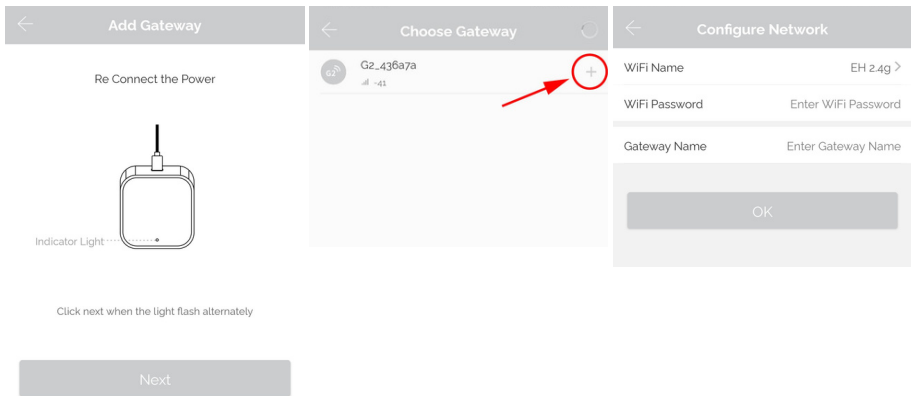 Add Gateway
Re Connect the Power
Indicator Light
Click next when the light flash alternately
Next
Choose Gateway
G2
G2_436a7a
-41
+
Configure Network
WiFi Name EH 2.4g >
WiFi Password Enter WiFi Password
Gateway Name Enter Gateway Name
OK